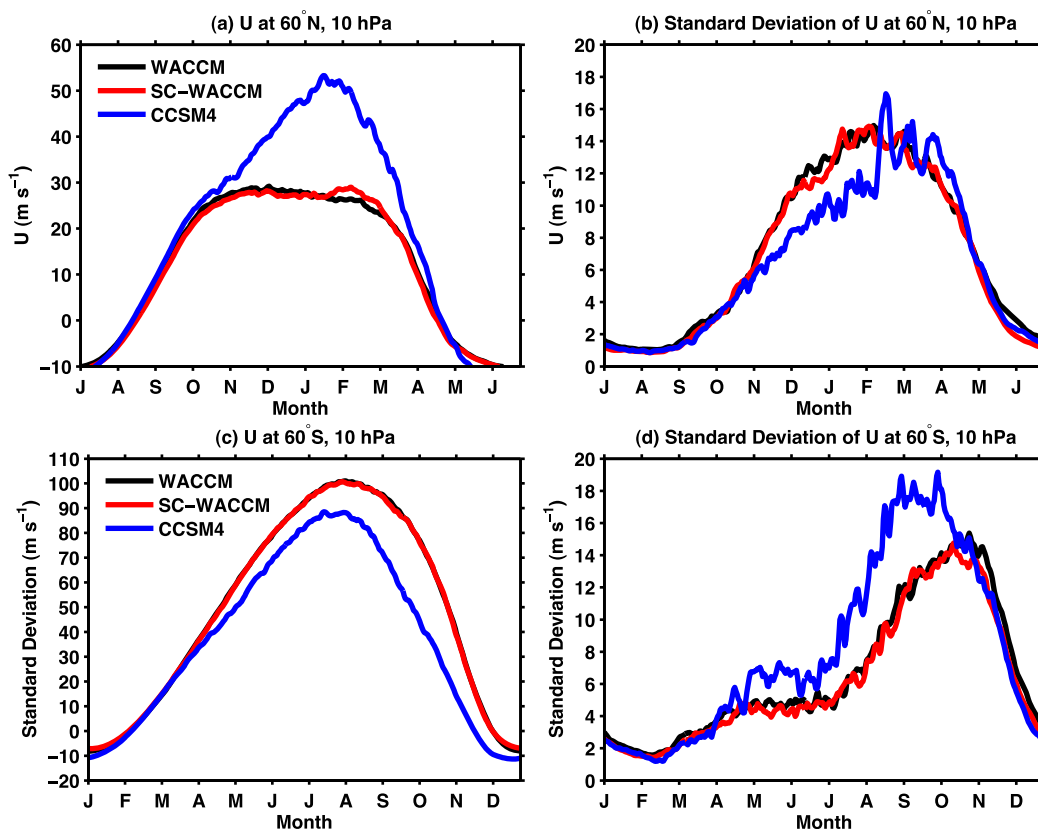 (a) U at 60°N, 10 hPa
60
50
40
30
20
10
0
−10
U (m s⁻¹)
WACCM
SC−WACCM
CCSM4
J A S O N D J F M A M J
Month
(b) Standard Deviation of U at 60°N, 10 hPa
20
18
16
14
12
10
8
6
4
2
0
U (m s⁻¹)
J A S O N D J F M A M J
Month
(c) U at 60°S, 10 hPa
110
100
90
80
70
60
50
40
30
20
10
0
−10
−20
Standard Deviation (m s⁻¹)
WACCM
SC−WACCM
CCSM4
J F M A M J J A S O N D
Month
(d) Standard Deviation of U at 60°S, 10 hPa
20
18
16
14
12
10
8
6
4
2
0
Standard Deviation (m s⁻¹)
J F M A M J J A S O N D
Month